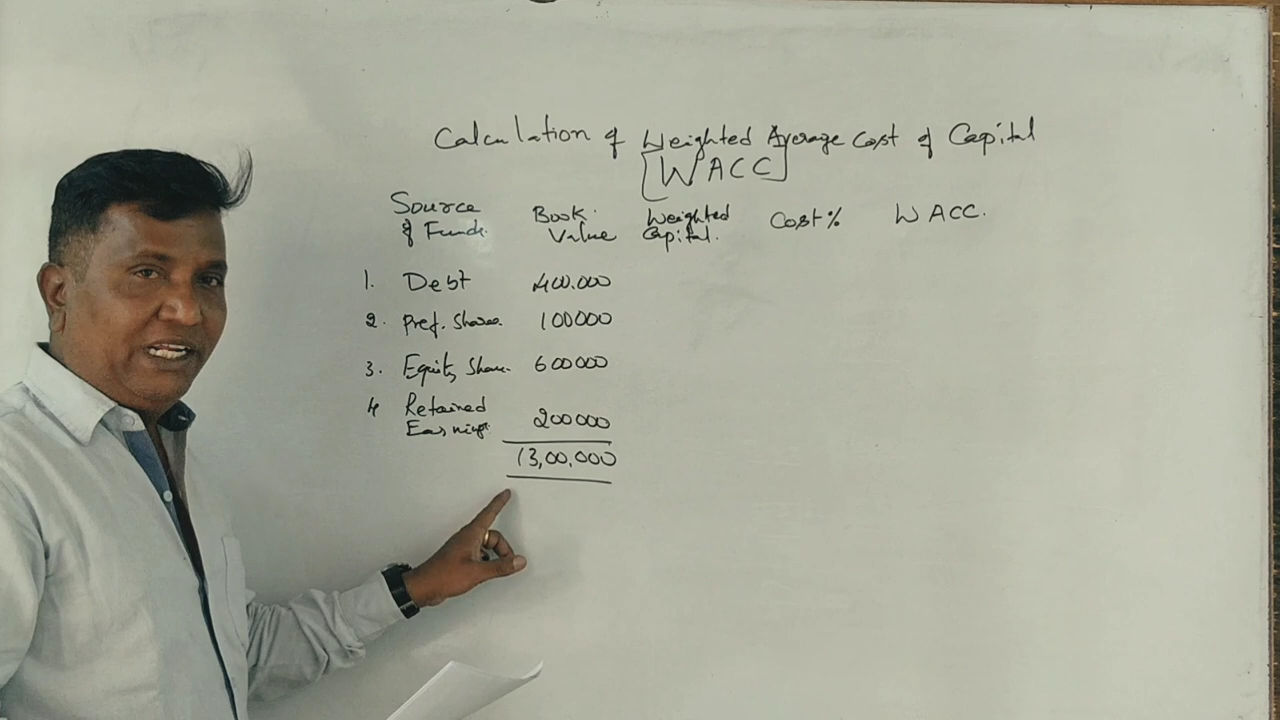 Calculation of Weighted Average Cost of Capital
[WACC]
Source of Funds. Book Value Weighted Capital. Cost % WACC.
1. Debt 400.000
2. Pref. Shares. 100000
3. Equity Share. 600000
4 Retained Earnings. 200000
13,00,000